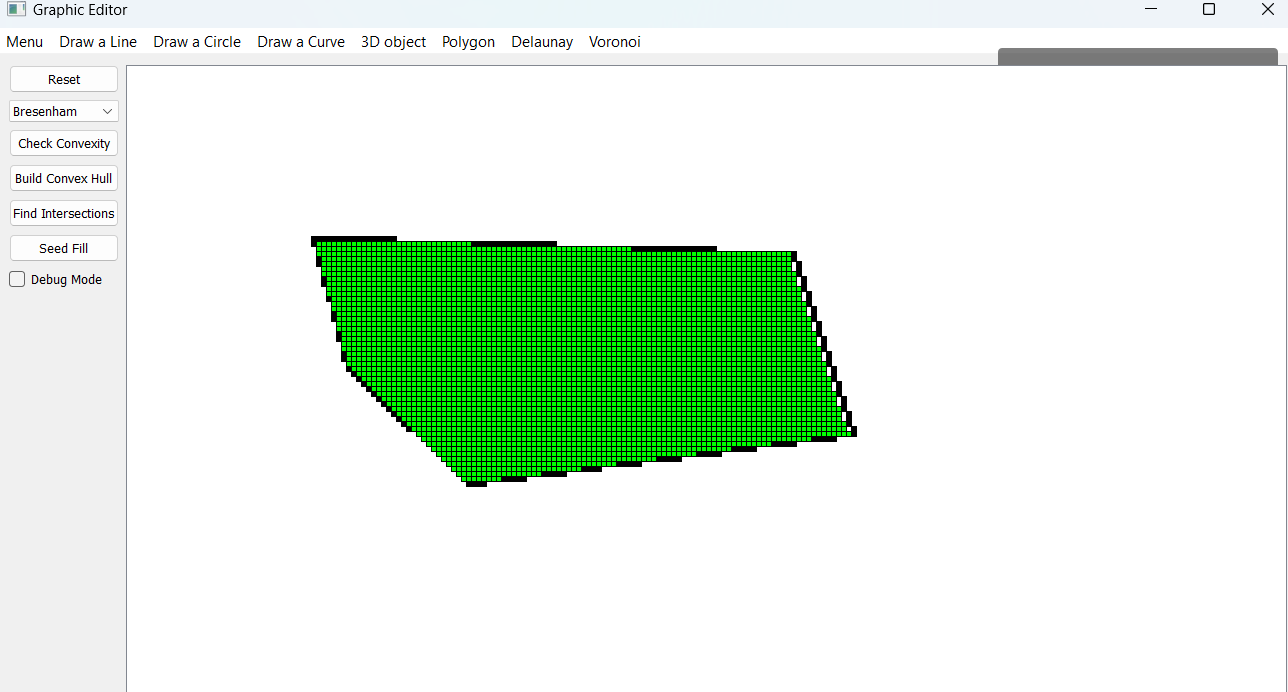 Graphic Editor
Menu Draw a Line Draw a Circle Draw a Curve 3D object Polygon Delaunay Voronoi
Reset
Bresenham
Check Convexity
Build Convex Hull
Find Intersections
Seed Fill
Debug Mode